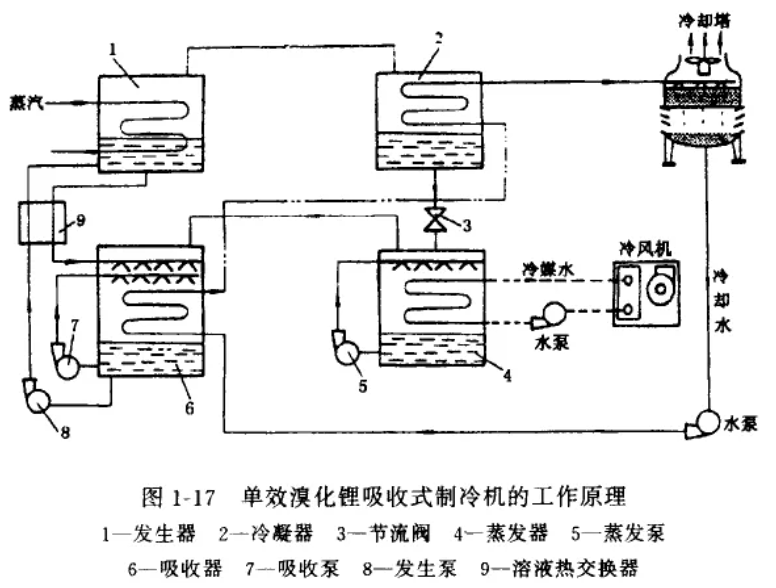 冷却塔
1
2
蒸汽
9
3
冷风机
冷媒水
冷却水
水泵
7
5
4
6
8
水泵
图 1-17 单效溴化锂吸收式制冷机的工作原理
1—发生器 2—冷凝器 3—节流阀 4—蒸发器 5—蒸发泵
6—吸收器 7—吸收泵 8—发生泵 9—溶液热交换器